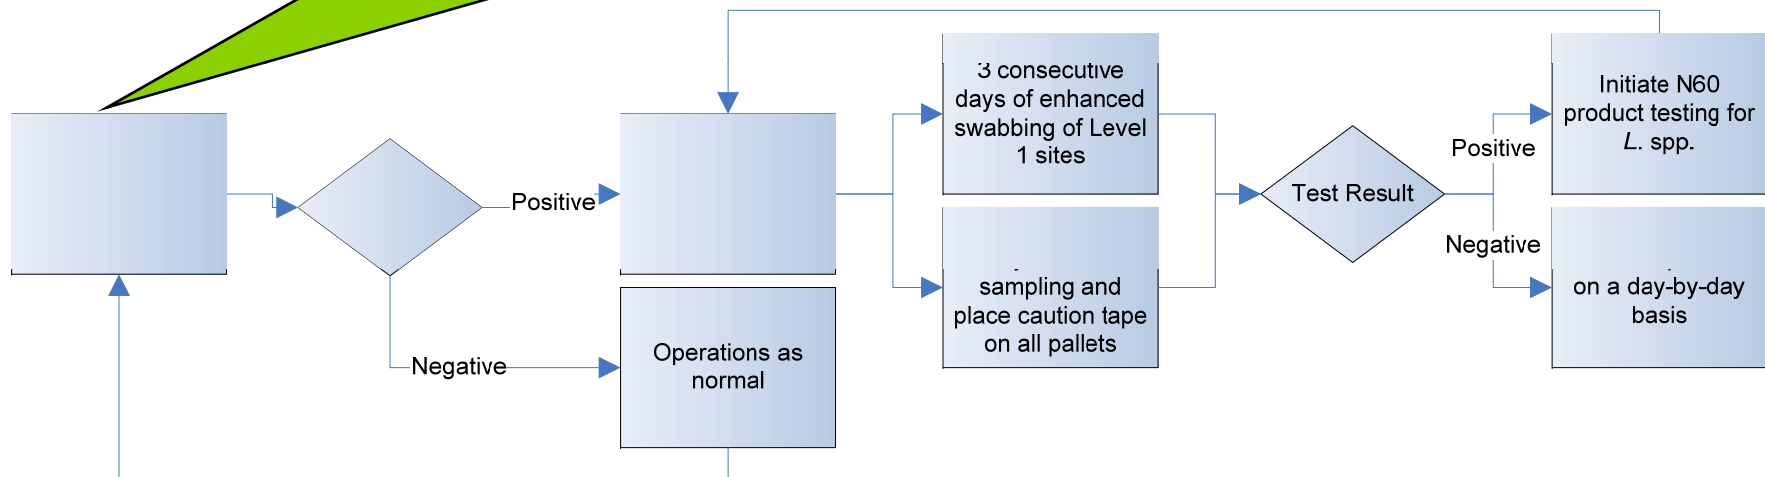 3 consecutive
days of enhanced
swabbing of Level
1 sites
Initiate N60
product testing for
L. spp.
Positive
Positive
Test Result
Negative
sampling and
place caution tape
on all pallets
on a day-by-day
basis
Operations as
normal
Negative